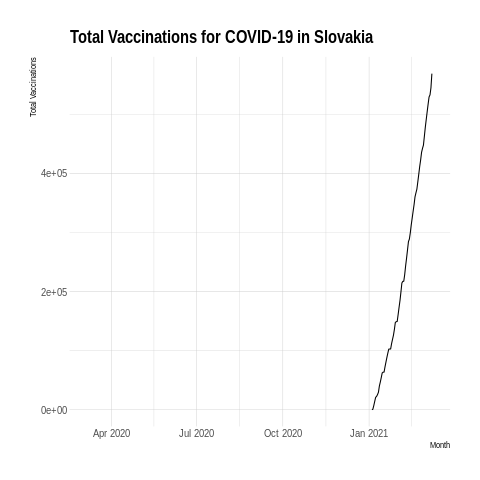 Total Vaccinations for COVID-19 in Slovakia
Total Vaccinations
4e+05
2e+05
0e+00
Apr 2020
Jul 2020
Oct 2020
Jan 2021
Month